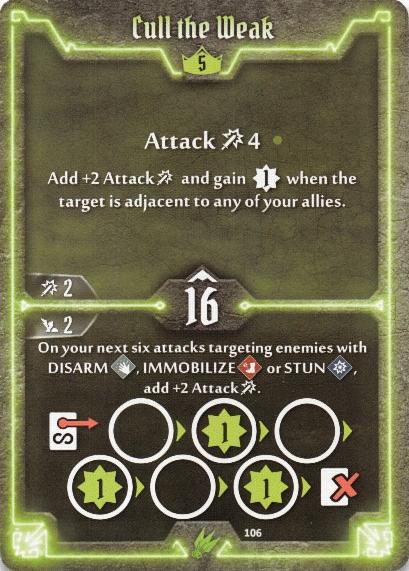 Cull the Weak
5
Attack 4
Add +2 Attack and gain 1 when the
target is adjacent to any of your allies.
2
16
2
On your next six attacks targeting enemies with
DISARM, IMMOBILIZE or STUN,
add +2 Attack.
S
1
1
1
X
106